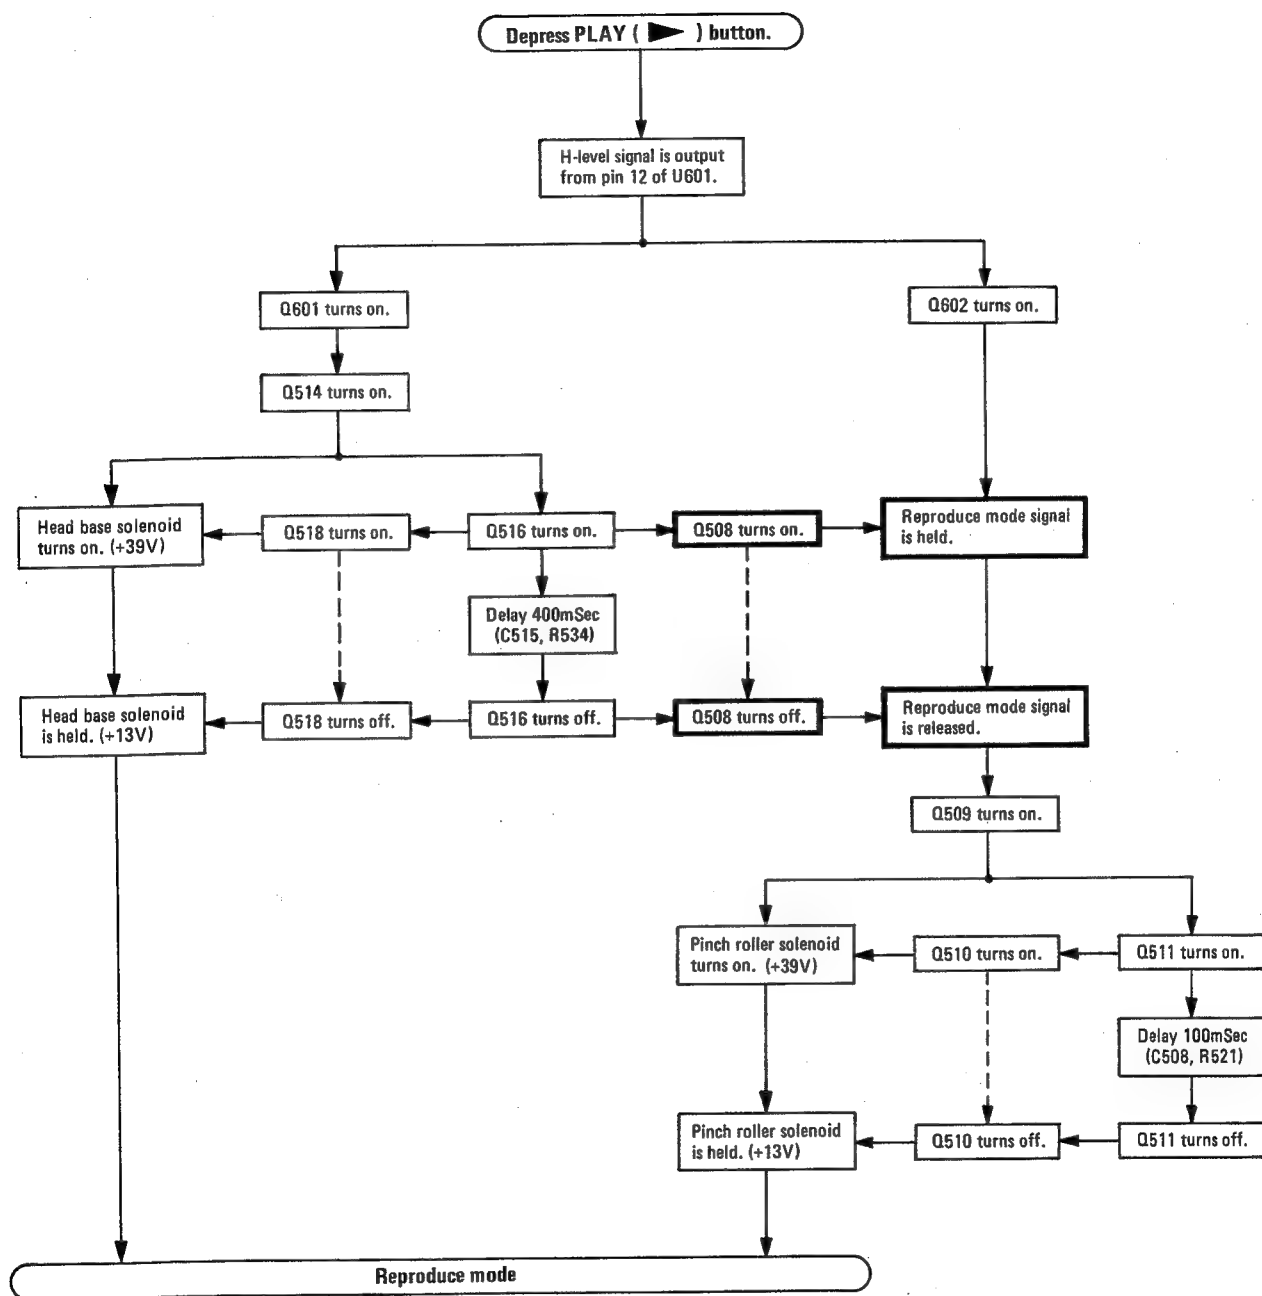 Depress PLAY ( ) button.
H-level signal is output
from pin 12 of U601.
Q601 turns on.
Q602 turns on.
Q514 turns on.
Head base solenoid
turns on. (+39V)
Q518 turns on.
Q516 turns on.
Q508 turns on.
Reproduce mode signal
is held.
Delay 400mSec
(C515, R534)
Head base solenoid
is held. (+13V)
Q518 turns off.
Q516 turns off.
Q508 turns off.
Reproduce mode signal
is released.
Q509 turns on.
Pinch roller solenoid
turns on. (+39V)
Q510 turns on.
Q511 turns on.
Delay 100mSec
(C508, R521)
Pinch roller solenoid
is held. (+13V)
Q510 turns off.
Q511 turns off.
Reproduce mode